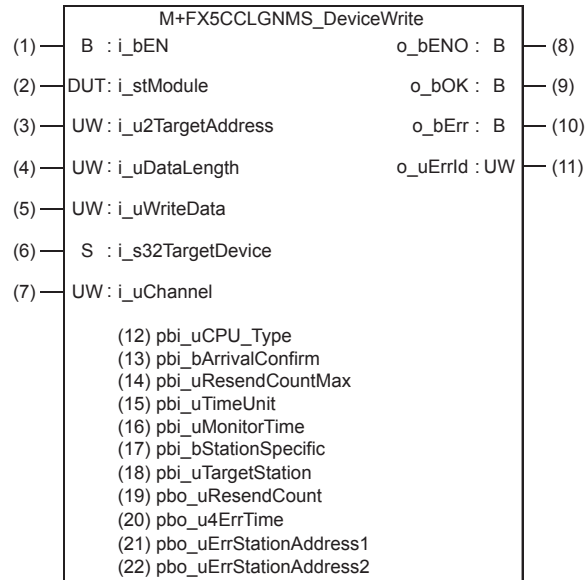 M+FX5CCLGNMS_DeviceWrite
(1) B : i_bEN o_bENO : B (8)
(2) DUT : i_stModule o_bOK : B (9)
(3) UW : i_u2TargetAddress o_bErr : B (10)
(4) UW : i_uDataLength o_uErrId : UW (11)
(5) UW : i_uWriteData
(6) S : i_s32TargetDevice
(7) UW : i_uChannel
(12) pbi_uCPU_Type
(13) pbi_bArrivalConfirm
(14) pbi_uResendCountMax
(15) pbi_uTimeUnit
(16) pbi_uMonitorTime
(17) pbi_bStationSpecific
(18) pbi_uTargetStation
(19) pbo_uResendCount
(20) pbo_u4ErrTime
(21) pbo_uErrStationAddress1
(22) pbo_uErrStationAddress2